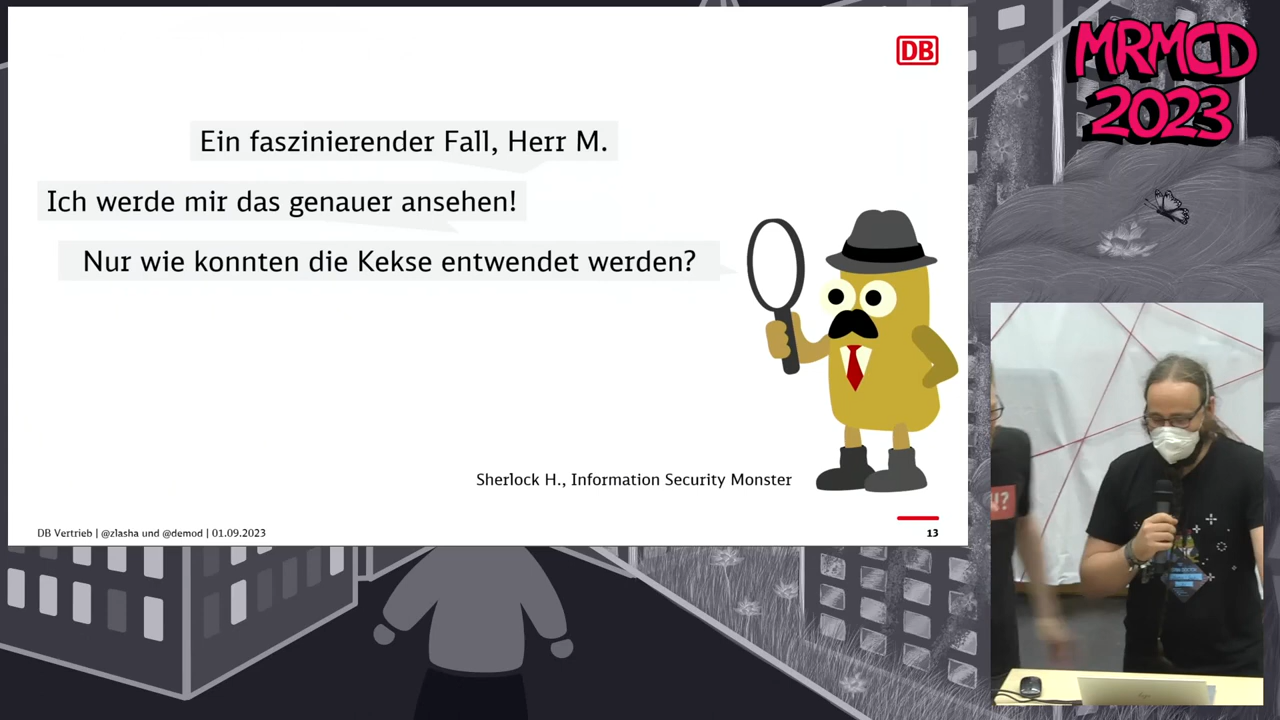 DB
MRMCD
2023
Ein faszinierender Fall, Herr M.
Ich werde mir das genauer ansehen!
Nur wie konnten die Kekse entwendet werden?
Sherlock H., Information Security Monster
DB Vertrieb | @zlasha und @demod | 01.09.2023
13